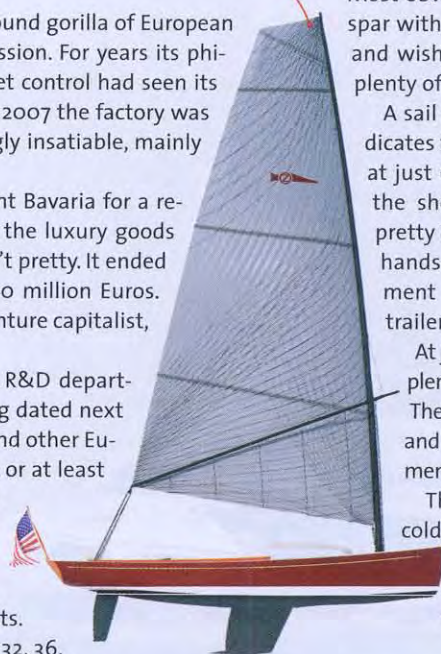 und gorilla of European
ssion. For years its phi-
et control had seen its
2007 the factory was
gly insatiable, mainly
nt Bavaria for a re-
the luxury goods
't pretty. It ended
0 million Euros.
nture capitalist,
R&D depart-
g dated next
nd other Eu-
or at least
ts.
32, 36,
spar with
and wish
plenty of
A sail
dicates
at just
the sh
pretty
hands
ment
trailer
At
plen
The
and
mer
Th
cold
2